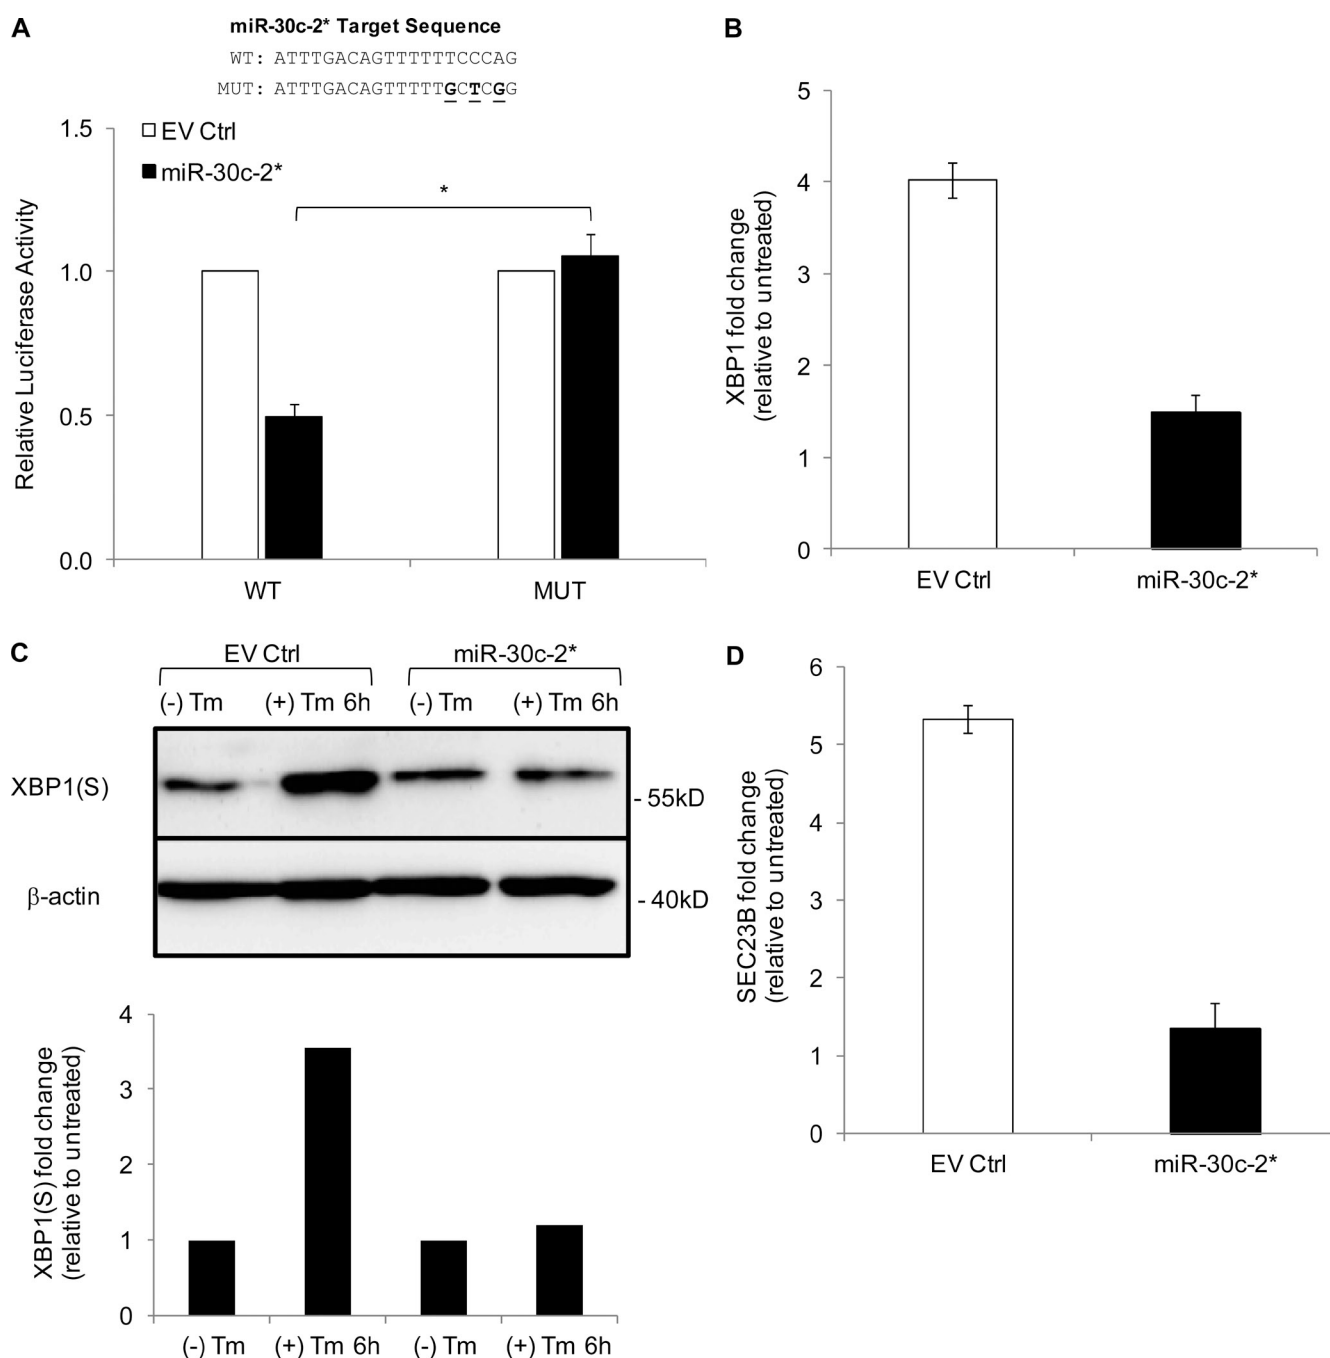 A
miR-30c-2* Target Sequence
WT: ATTTGACAGTTTTTTCCCAG
MUT: ATTTGACAGTTTTTGCTCGG
1.5
1.0
0.5
0.0
Relative Luciferase Activity
EV Ctrl
miR-30c-2*
*
WT
MUT
B
5
4
3
2
1
0
XBP1 fold change
(relative to untreated)
EV Ctrl
miR-30c-2*
C
EV Ctrl
miR-30c-2*
(-) Tm
(+) Tm 6h
(-) Tm
(+) Tm 6h
XBP1(S)
- 55kD
β-actin
- 40kD
4
3
2
1
0
XBP1(S) fold change
(relative to untreated)
(-) Tm
(+) Tm 6h
(-) Tm
(+) Tm 6h
D
6
5
4
3
2
1
0
SEC23B fold change
(relative to untreated)
EV Ctrl
miR-30c-2*